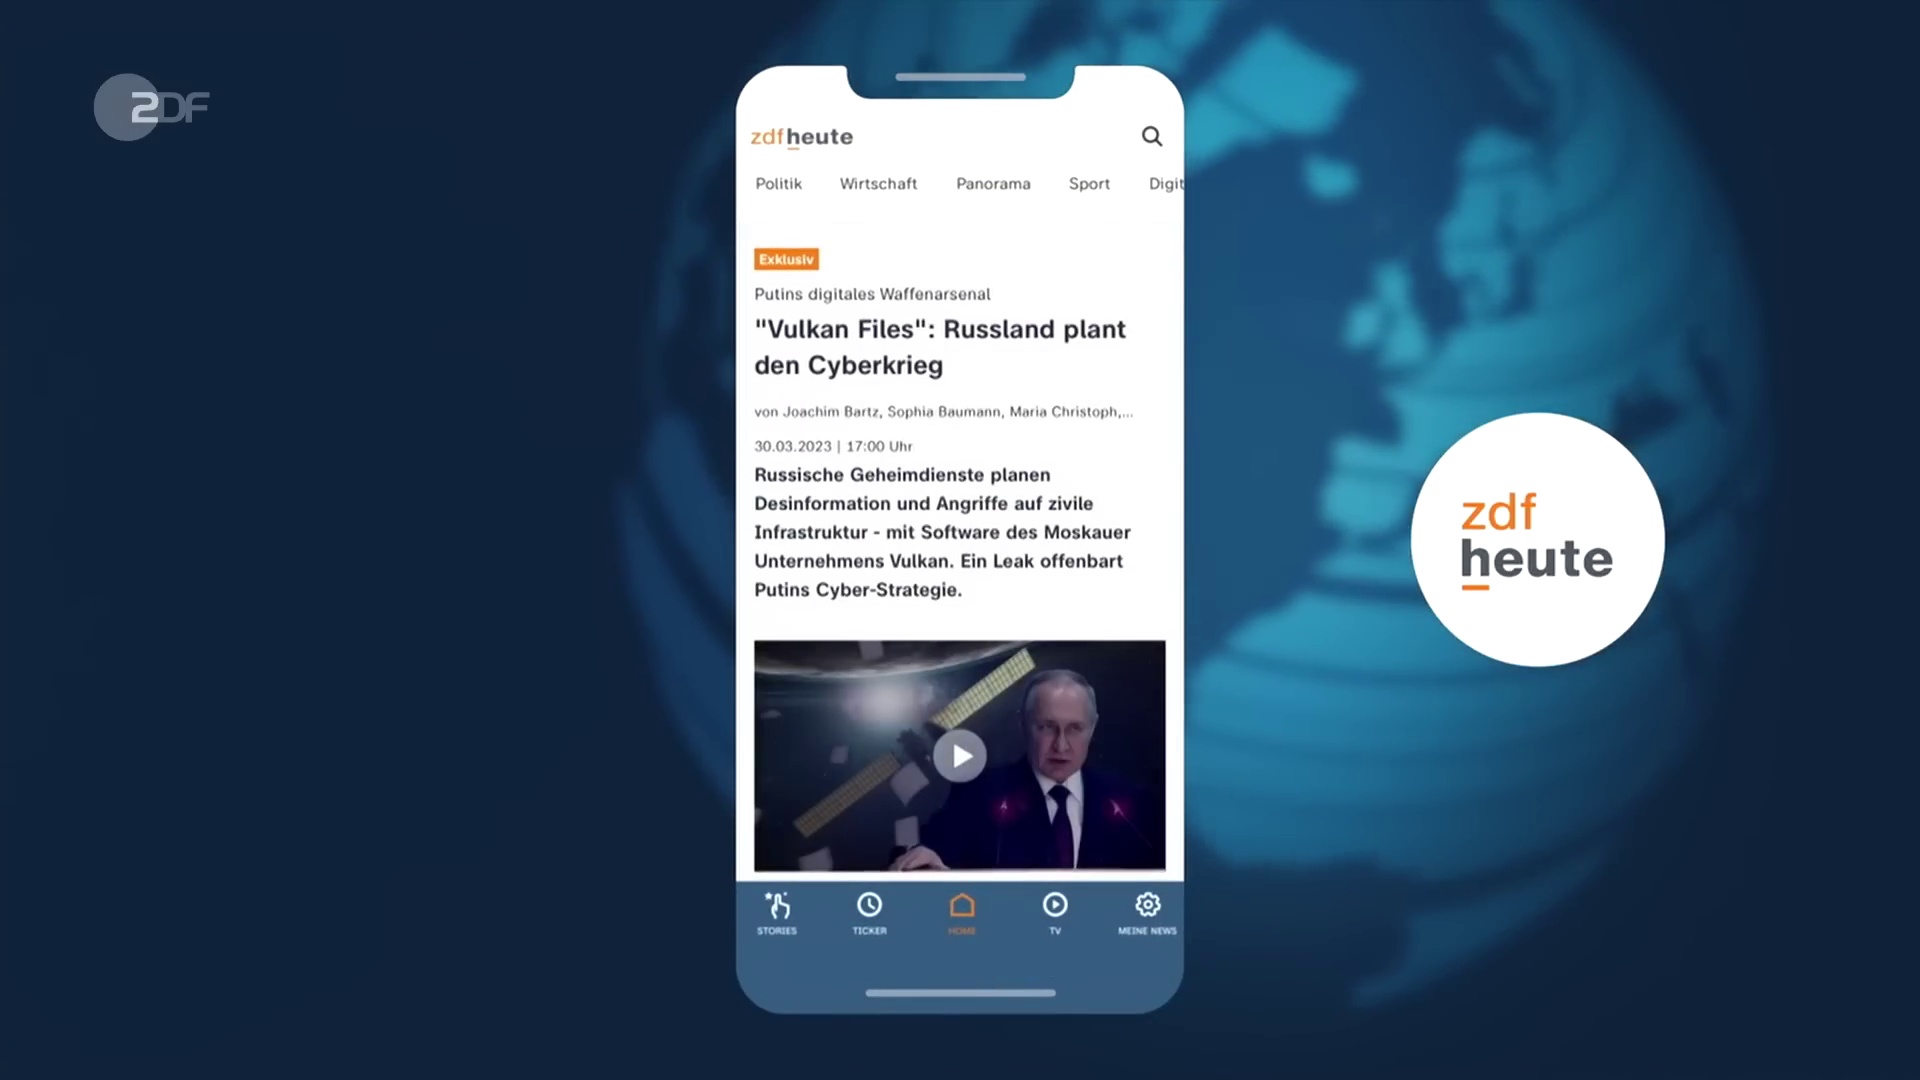 ZDF
zdfheute
Politik Wirtschaft Panorama Sport Digit
Exklusiv
Putins digitales Waffenarsenal
"Vulkan Files": Russland plant
den Cyberkrieg
von Joachim Bartz, Sophia Baumann, Maria Christoph,...
30.03.2023 | 17:00 Uhr
Russische Geheimdienste planen
Desinformation und Angriffe auf zivile
Infrastruktur - mit Software des Moskauer
Unternehmens Vulkan. Ein Leak offenbart
Putins Cyber-Strategie.
STORIES TICKER HOME TV MEINE NEWS
zdf
heute